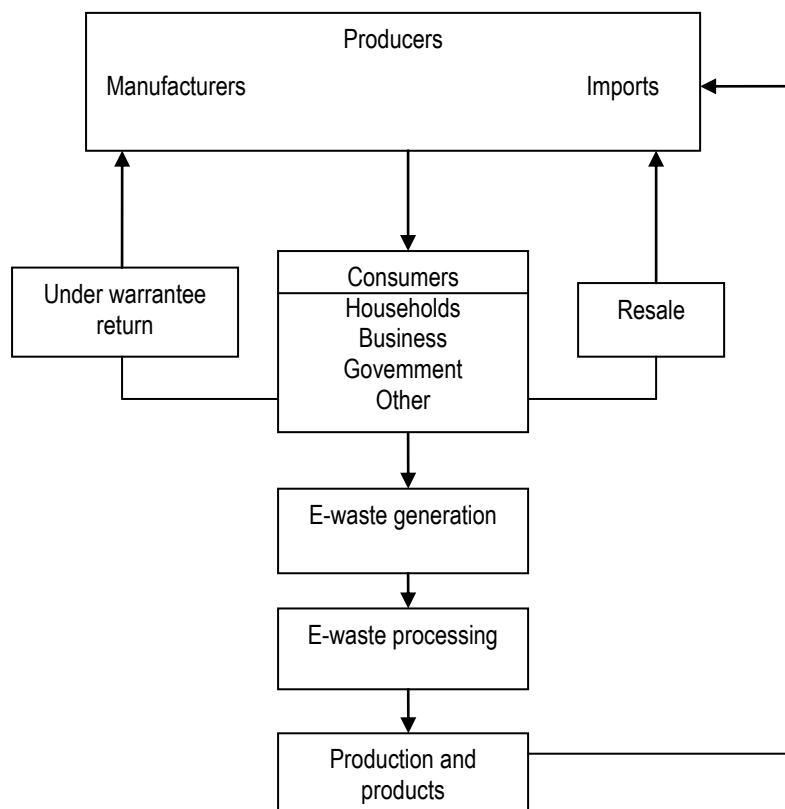 Producers
Manufacturers Imports
Under warrantee
return
Consumers
Households
Business
Govemment
Other
Resale
E-waste generation
E-waste processing
Production and
products